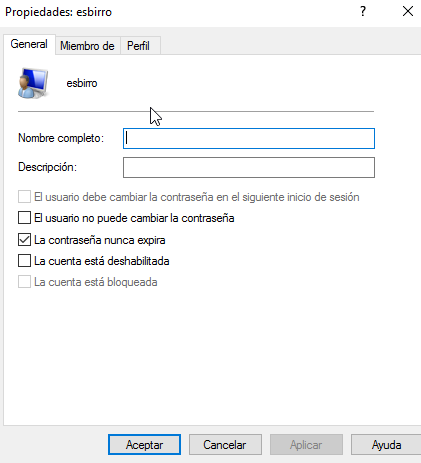 Propiedades: esbirro
?
General
Miembro de
Perfil
esbirro
Nombre completo:
Descripción:
El usuario debe cambiar la contraseña en el siguiente inicio de sesión
El usuario no puede cambiar la contraseña
La contraseña nunca expira
La cuenta está deshabilitada
La cuenta está bloqueada
Aceptar
Cancelar
Aplicar
Ayuda